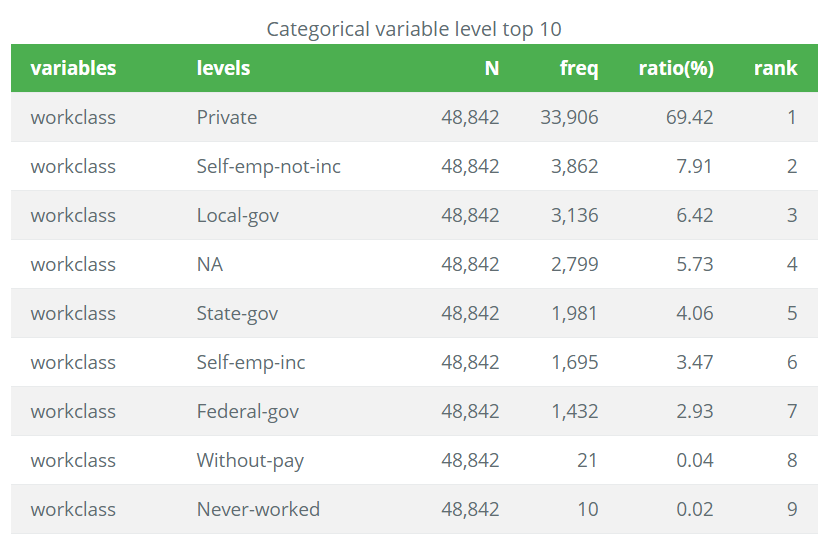 Categorical variable level top 10
variables levels N freq ratio(%) rank
workclass Private 48,842 33,906 69.42 1
workclass Self-emp-not-inc 48,842 3,862 7.91 2
workclass Local-gov 48,842 3,136 6.42 3
workclass NA 48,842 2,799 5.73 4
workclass State-gov 48,842 1,981 4.06 5
workclass Self-emp-inc 48,842 1,695 3.47 6
workclass Federal-gov 48,842 1,432 2.93 7
workclass Without-pay 48,842 21 0.04 8
workclass Never-worked 48,842 10 0.02 9